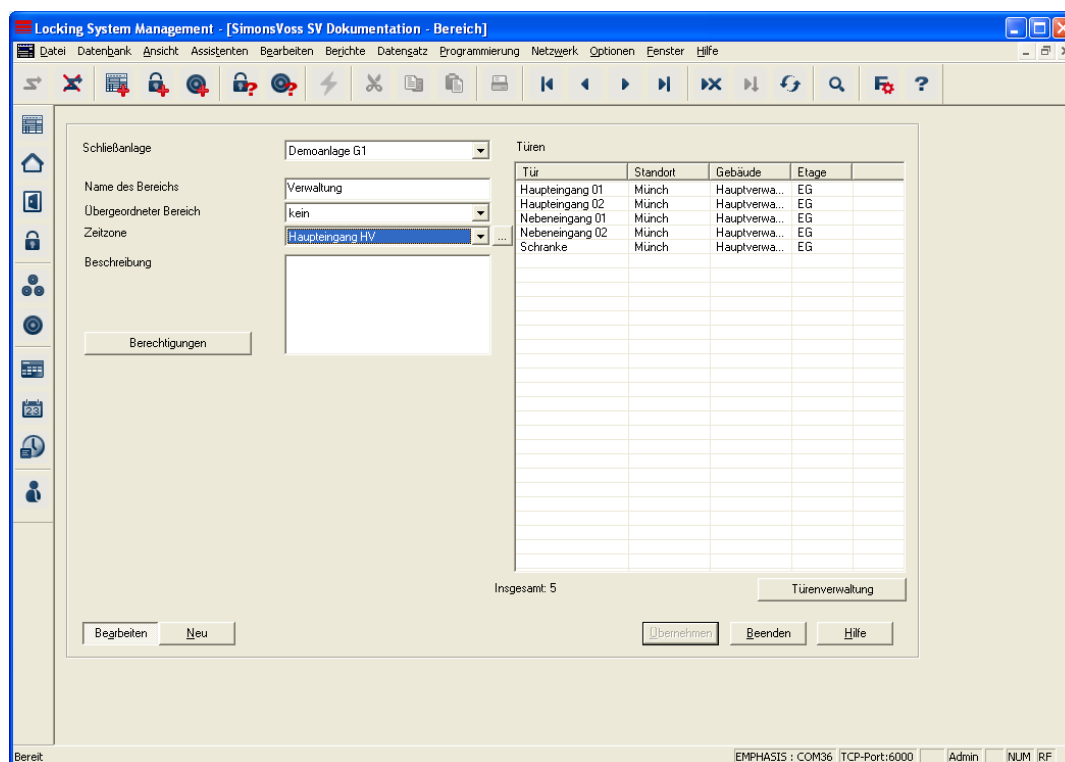 Locking System Management - [SimonsVoss SV Dokumentation - Bereich]
Datei Datenbank Ansicht Assistenten Bearbeiten Berichte Datensatz Programmierung Netzwerk Optionen Fenster Hilfe
Schließanlage
Demoanlage G1
Name des Bereichs
Verwaltung
Übergeordneter Bereich
kein
Zeitzone
Haupteingang HV
...
Beschreibung
Berechtigungen
Türen
Tür Standort Gebäude Etage
Haupteingang 01 Münch Hauptverwa... EG
Haupteingang 02 Münch Hauptverwa... EG
Nebeneingang 01 Münch Hauptverwa... EG
Nebeneingang 02 Münch Hauptverwa... EG
Schranke Münch Hauptverwa... EG
Insgesamt: 5
Türenverwaltung
Bearbeiten Neu
Übernehmen Beenden Hilfe
Bereit
EMPHASIS : COM36 TCP-Port:6000 Admin NUM RF